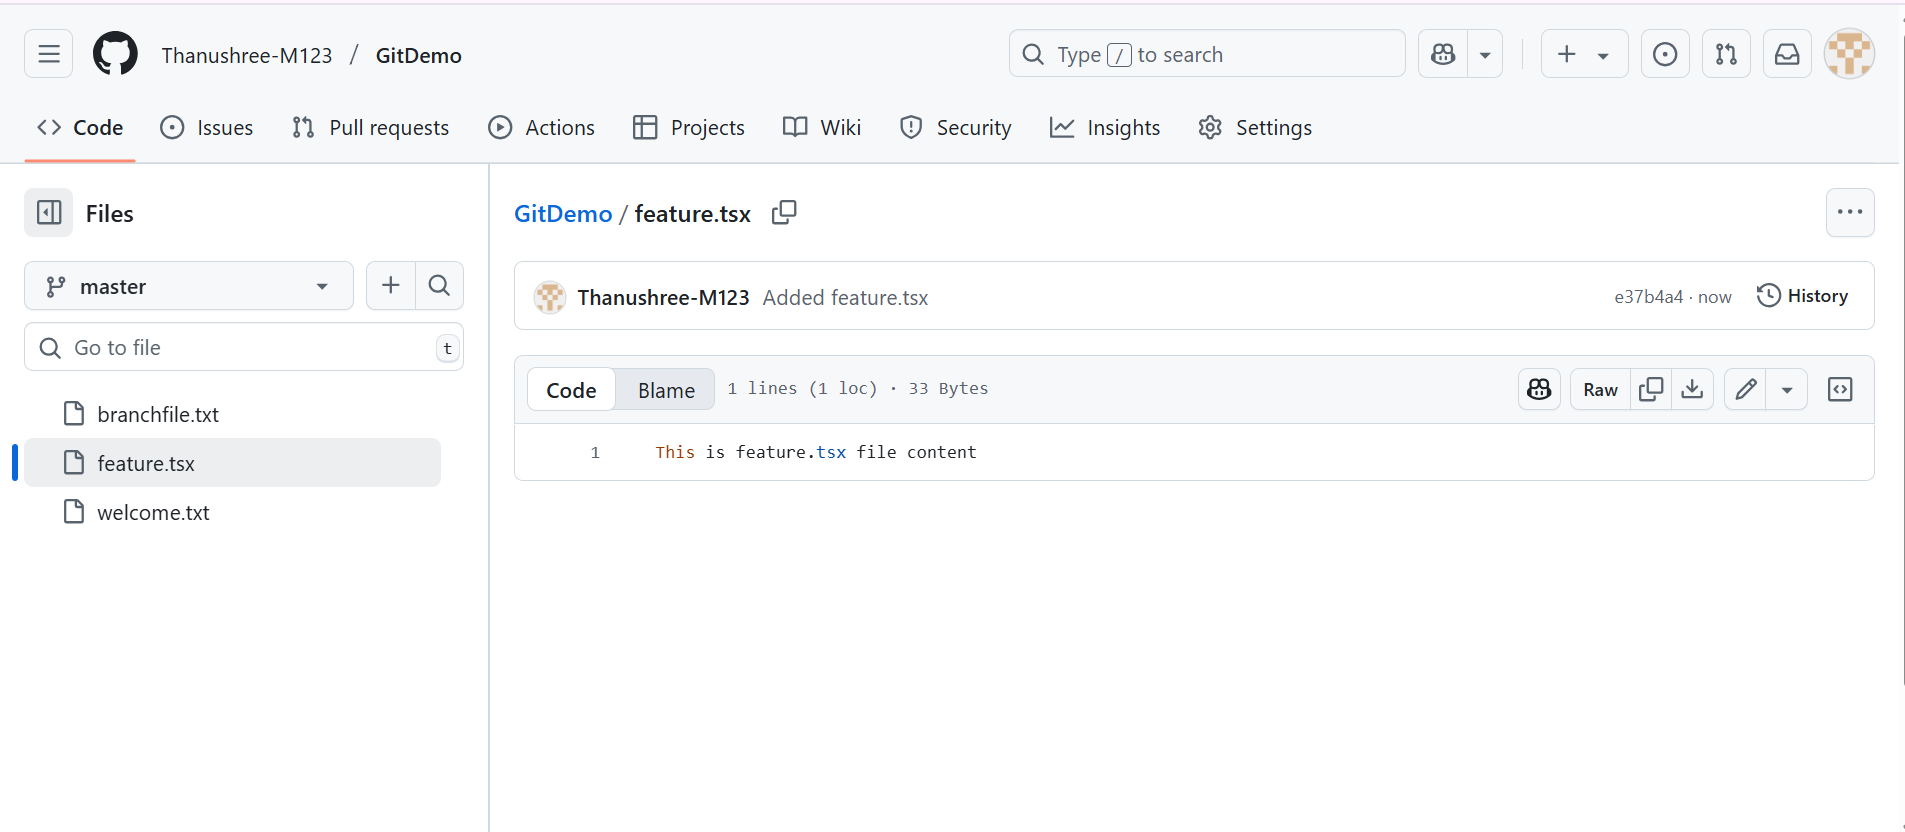 Thanushree-M123 / GitDemo
Type / to search
Code Issues Pull requests Actions Projects Wiki Security Insights Settings
Files
master
Go to file t
branchfile.txt
feature.tsx
welcome.txt
GitDemo / feature.tsx
Thanushree-M123 Added feature.tsx e37b4a4 · now History
Code Blame 1 lines (1 loc) · 33 Bytes Raw
1 This is feature.tsx file content